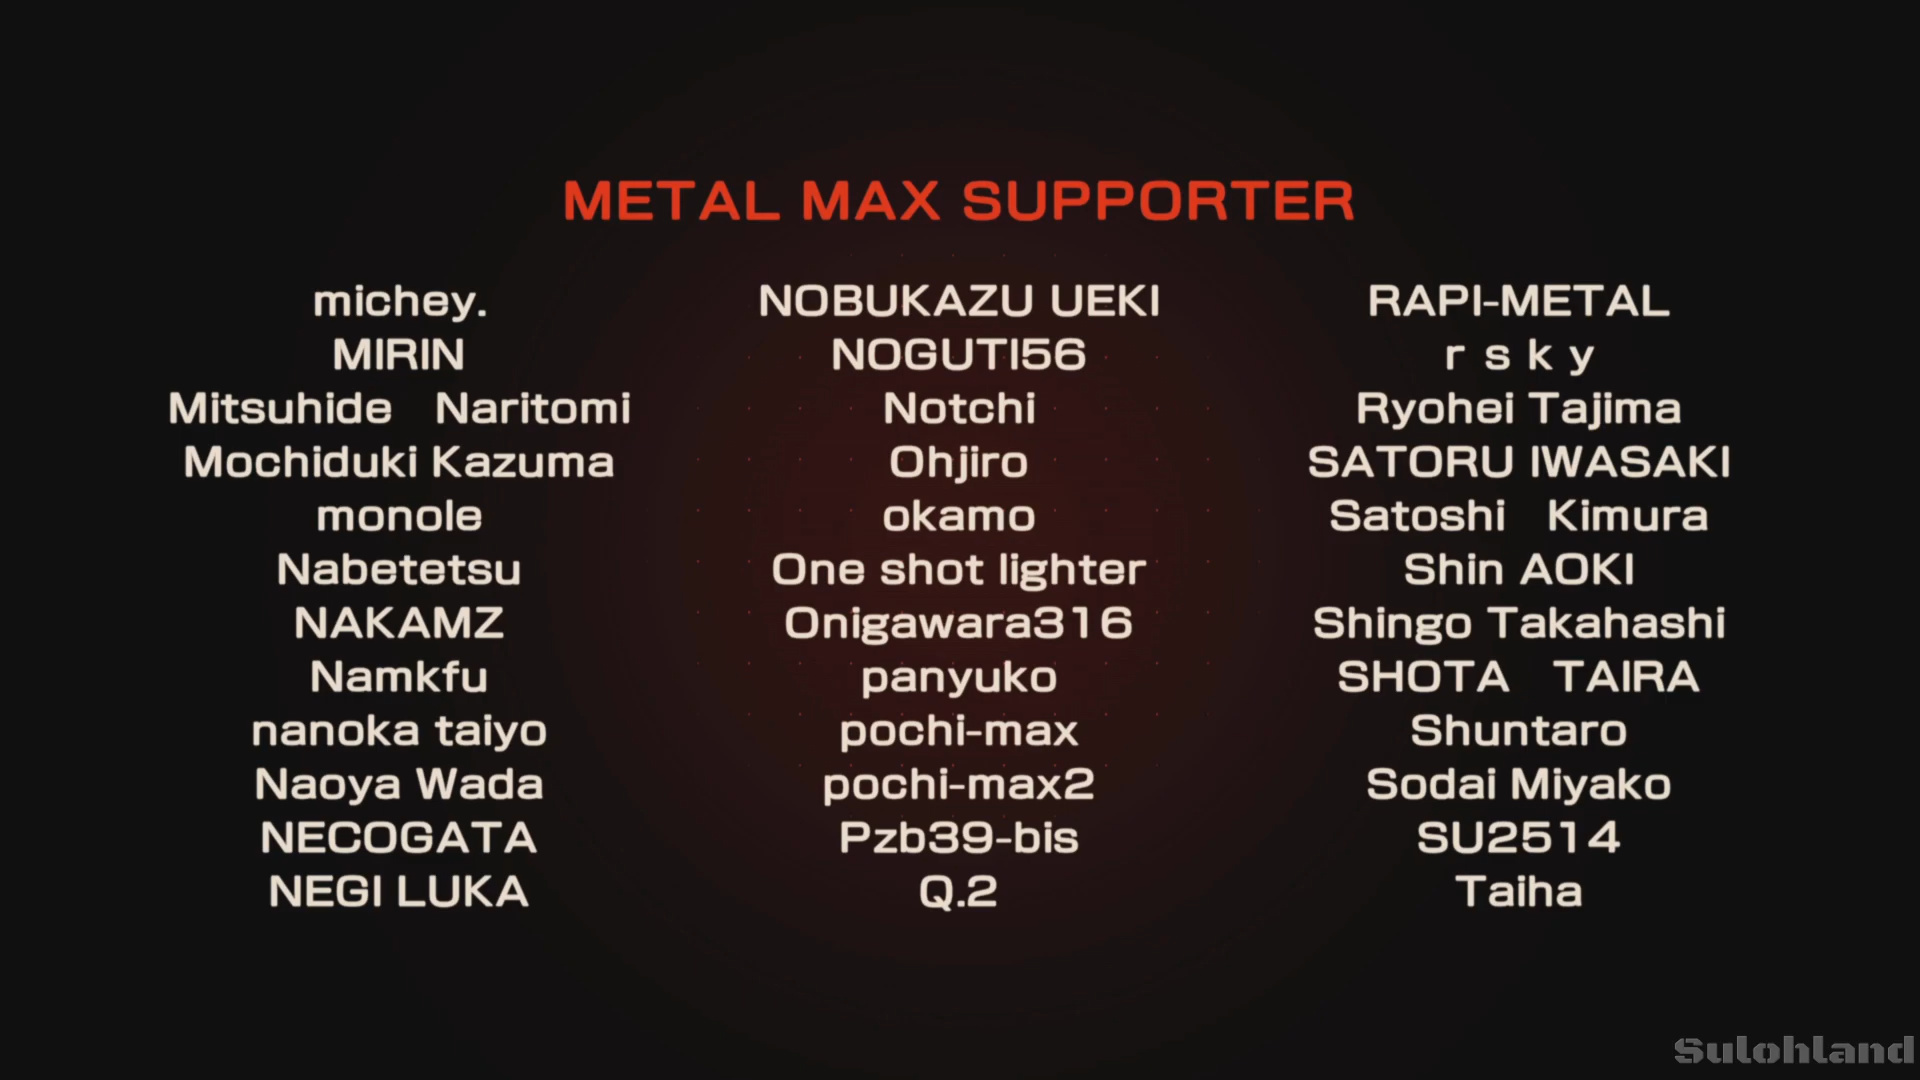 METAL MAX SUPPORTER
michey.
MIRIN
Mitsuhide　Naritomi
Mochiduki Kazuma
monole
Nabetetsu
NAKAMZ
Namkfu
nanoka taiyo
Naoya Wada
NECOGATA
NEGI LUKA
NOBUKAZU UEKI
NOGUTI56
Notchi
Ohjiro
okamo
One shot lighter
Onigawara316
panyuko
pochi-max
pochi-max2
Pzb39-bis
Q.2
RAPI-METAL
r s k y
Ryohei Tajima
SATORU IWASAKI
Satoshi　Kimura
Shin AOKI
Shingo Takahashi
SHOTA　TAIRA
Shuntaro
Sodai Miyako
SU2514
Taiha
Sulohland